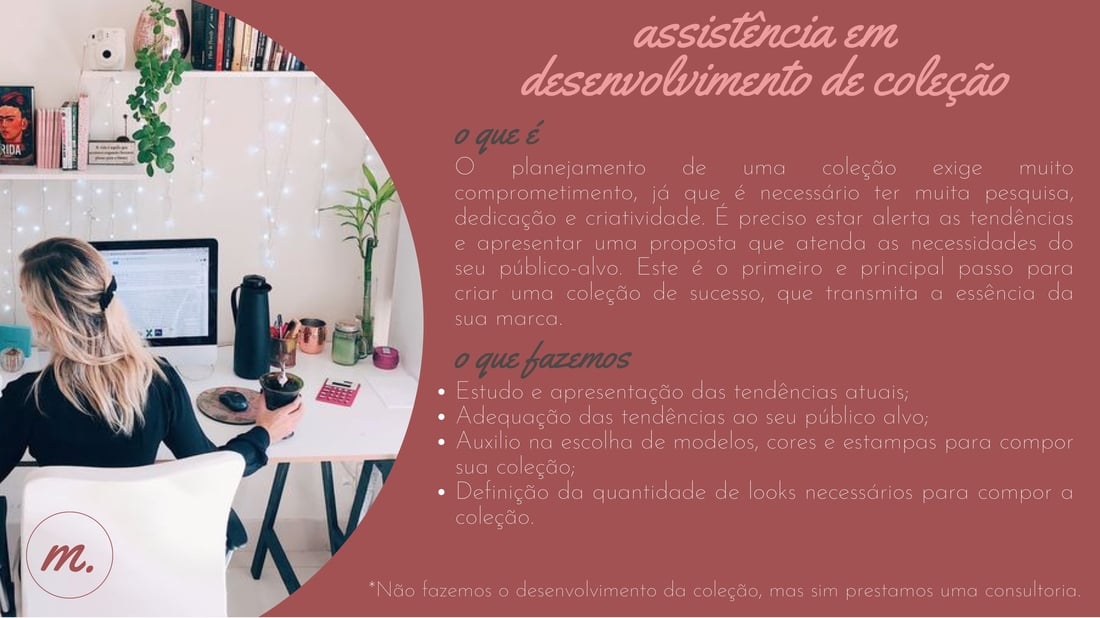 assistência em
desenvolvimento de coleção
o que é
O planejamento de uma coleção exige muito
comprometimento, já que é necessário ter muita pesquisa,
dedicação e criatividade. É preciso estar alerta as tendências
e apresentar uma proposta que atenda as necessidades do
seu público-alvo. Este é o primeiro e principal passo para
criar uma coleção de sucesso, que transmita a essência da
sua marca.
o que fazemos
Estudo e apresentação das tendências atuais;
Adequação das tendências ao seu público alvo;
Auxilio na escolha de modelos, cores e estampas para compor
sua coleção;
Definição da quantidade de looks necessários para compor a
coleção.
*Não fazemos o desenvolvimento da coleção, mas sim prestamos uma consultoria.
m.
RIDA